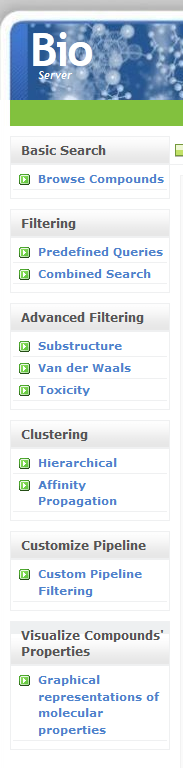 Bio
Server
Basic Search
Browse Compounds
Filtering
Predefined Queries
Combined Search
Advanced Filtering
Substructure
Van der Waals
Toxicity
Clustering
Hierarchical
Affinity
Propagation
Customize Pipeline
Custom Pipeline
Filtering
Visualize Compounds'
Properties
Graphical
representations of
molecular
properties